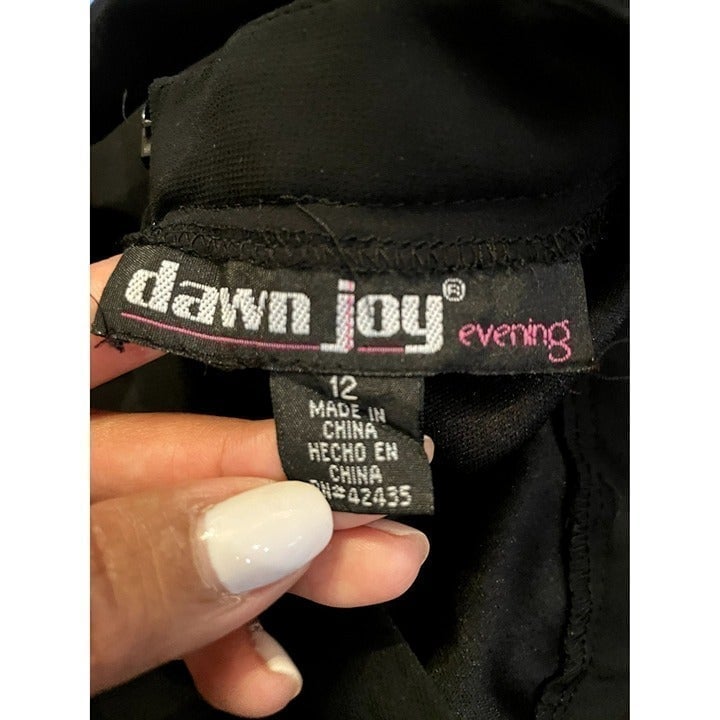 dawn joy® evening
12
MADE IN
CHINA
HECHO EN
CHINA
RN#42435